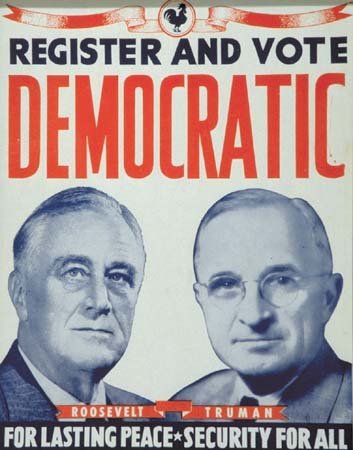 REGISTER AND VOTE
DEMOCRATIC
ROOSEVELT TRUMAN
FOR LASTING PEACE★SECURITY FOR ALL